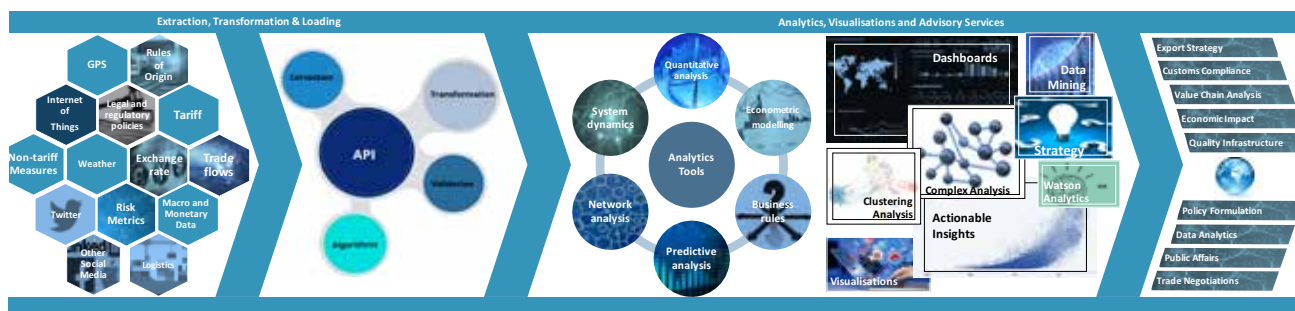 Extraction, Transformation & Loading
Analytics, Visualisations and Advisory Services
GPS
Rules
of
Origin
Internet
of
Things
Legal and
regulatory
policies
Tariff
Non-tariff
Measures
Weather
Exchange
rate
Trade
flows
Twitter
Risk
Metrics
Macro and
Monetary
Data
Other
Social
Media
Logistics
Transformation
API
Validation
Algorithms
Quantitative
analysis
System
dynamics
Econometric
modelling
Analytics
Tools
Network
analysis
Business
rules
Predictive
analysis
Dashboards
Data
Mining
Strategy
Complex Analysis
Clustering
Analysis
Watson
Analytics
Actionable
Insights
Visualisations
Export Strategy
Customs Compliance
Value Chain Analysis
Economic Impact
Quality Infrastructure
Policy Formulation
Data Analytics
Public Affairs
Trade Negotiations